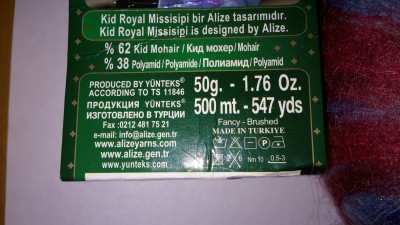 Kid Royal Missisipi bir Alize tasarımıdır.
Kid Royal Missisipi is designed by Alize.
% 62 Kid Mohair / Кид мохер / Mohair
% 38 Polyamid / Polyamide / Полиамид / Polyamid
PRODUCED BY YÜNTEKS®
ACCORDING TO TS 11846
ПРОДУКЦИЯ YÜNTEKS®
ИЗГОТОВЛЕНО В ТУРЦИИ
Fax :0212 481 75 21
e-mail: info@alize.gen.tr
www.alizeyarns.com
www.alize.gen.tr
www.yunteks.com
50g. - 1.76 Oz.
500 mt. - 547 yds
Fancy - Brushed
MADE IN TURKIYE
P
2 6 Nm 10 0.5-3